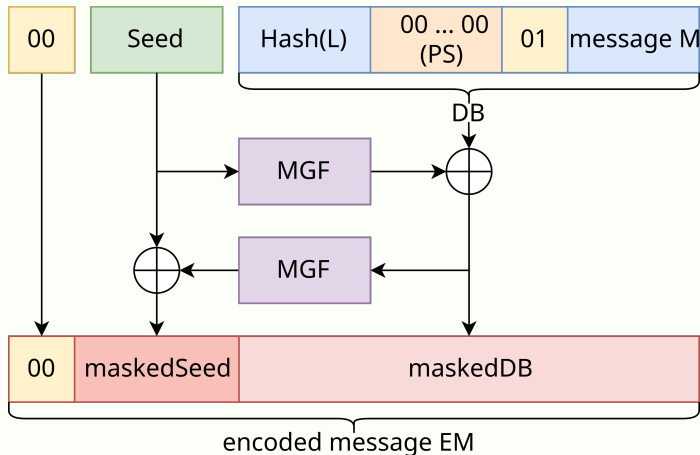 00
Seed
Hash(L)
00 ... 00
(PS)
01
message M
DB
MGF
MGF
00
maskedSeed
maskedDB
encoded message EM